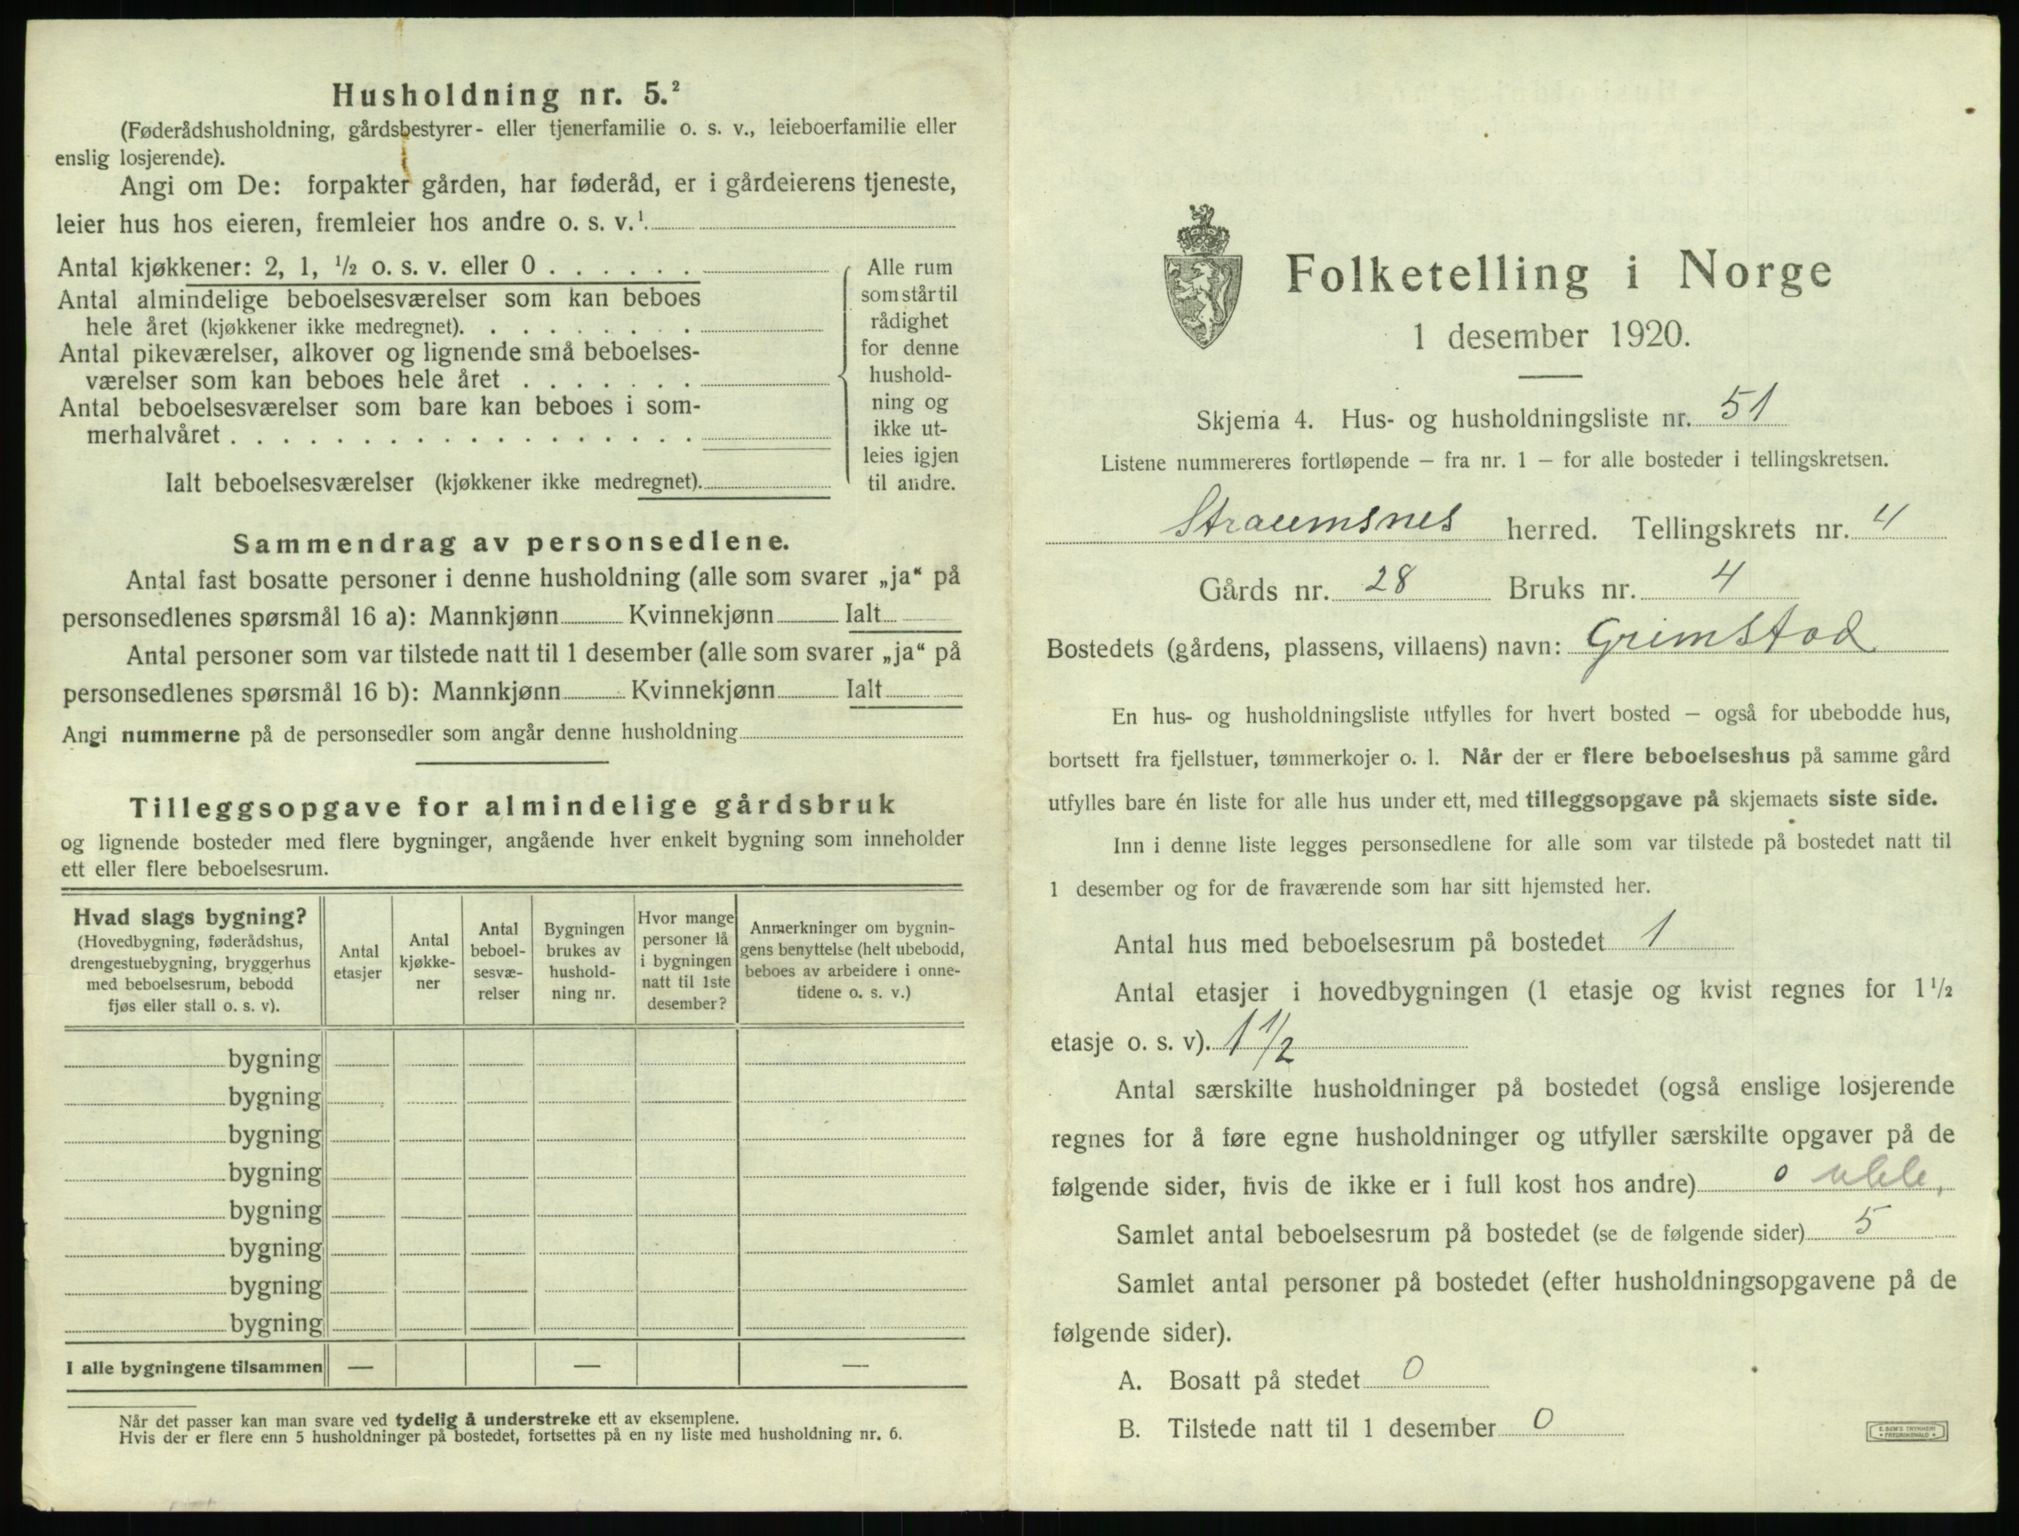 Husholdning nr. 5.²
(Føderådshusholdning, gårdsbestyrer- eller tjenerfamilie o. s. v., leieboerfamilie eller
enslig losjerende).
Angi om De: forpakter gården, har føderåd, er i gårdeierens tjeneste,
leier hus hos eieren, fremleier hos andre o. s. v.¹
Antal kjøkkener: 2, 1, ½ o. s. v. eller 0 . . . . . .
Antal almindelige beboelsesværelser som kan beboes
hele året (kjøkkener ikke medregnet). . . . . . . . .
Antal pikeværelser, alkover og lignende små beboelses-
værelser som kan beboes hele året . . . . . . .
Antal beboelsesværelser som bare kan beboes i som-
merhalvåret . . . . . . . . . . . . . . . . . .
Ialt beboelsesværelser (kjøkkener ikke medregnet).
Alle rum
som står til
rådighet
for denne
hushold-
ning og
ikke ut-
leies igjen
til andre.
Sammendrag av personsedlene.
Antal fast bosatte personer i denne husholdning (alle som svarer „ja“ på
personsedlenes spørsmål 16 a): Mannkjønn Kvinnekjønn Ialt
Antal personer som var tilstede natt til 1 desember (alle som svarer „ja“ på
personsedlenes spørsmål 16 b): Mannkjønn Kvinnekjønn Ialt
Angi nummerne på de personsedler som angår denne husholdning
Tilleggsopgave for almindelige gårdsbruk
og lignende bosteder med flere bygninger, angående hver enkelt bygning som inneholder
ett eller flere beboelsesrum.
Hvad slags bygning?
(Hovedbygning, føderådshus,
drengestuebygning, bryggerhus
med beboelsesrum, bebodd
fjøs eller stall o. s. v).
Antal
etasjer
Antal
kjøkke-
ner
Antal
beboel-
sesvæ-
relser
Bygningen
brukes av
hushold-
ning nr.
Hvor mange
personer lå
i bygningen
natt til 1ste
desember?
Anmerkninger om bygnin-
gens benyttelse (helt ubebodd,
beboes av arbeidere i onne-
tidene o. s. v.)
bygning
bygning
bygning
bygning
bygning
bygning
bygning
bygning
I alle bygningene tilsammen — — —
Når det passer kan man svare ved tydelig å understreke ett av eksemplene.
Hvis der er flere enn 5 husholdninger på bostedet, fortsettes på en ny liste med husholdning nr. 6.
Folketelling i Norge
1 desember 1920.
Skjema 4. Hus- og husholdningsliste nr. 51
Listene nummereres fortløpende – fra nr. 1 – for alle bosteder i tellingskretsen.
Straumsnes herred. Tellingskrets nr. 4
Gårds nr. 28 Bruks nr. 4
Bostedets (gårdens, plassens, villaens) navn: Grimstad
En hus- og husholdningsliste utfylles for hvert bosted – også for ubebodde hus,
bortsett fra fjellstuer, tømmerkojer o. l. Når der er flere beboelseshus på samme gård
utfylles bare én liste for alle hus under ett, med tilleggsopgave på skjemaets siste side.
Inn i denne liste legges personsedlene for alle som var tilstede på bostedet natt til
1 desember og for de fraværende som har sitt hjemsted her.
Antal hus med beboelsesrum på bostedet 1
Antal etasjer i hovedbygningen (1 etasje og kvist regnes for 1 ½
etasje o. s. v). 1 1/2
Antal særskilte husholdninger på bostedet (også enslige losjerende
regnes for å føre egne husholdninger og utfyller særskilte opgaver på de
følgende sider, hvis de ikke er i full kost hos andre) 0
Samlet antal beboelsesrum på bostedet (se de følgende sider) 5
Samlet antal personer på bostedet (efter husholdningsopgavene på de
følgende sider).
A. Bosatt på stedet 0
B. Tilstede natt til 1 desember 0
E. SEM'S TRYKKERI
FREDRIKSHALD